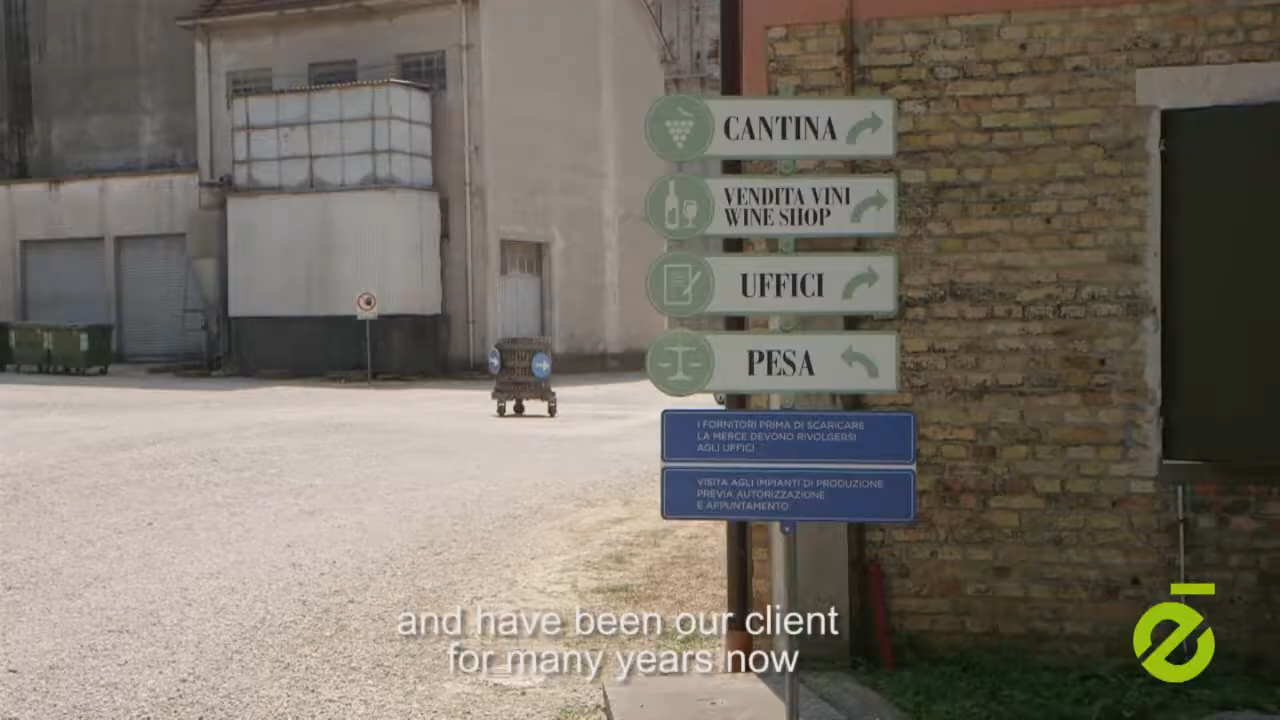 CANTINA
VENDITA VINI
WINE SHOP
UFFICI
PESA
I FORNITORI PRIMA DI SCARICARE
LA MERCE DEVONO RIVOLGERSI
AGLI UFFICI
VISITA AGLI IMPIANTI DI PRODUZIONE
PREVIA AUTORIZZAZIONE
E APPUNTAMENTO
and have been our client
for many years now